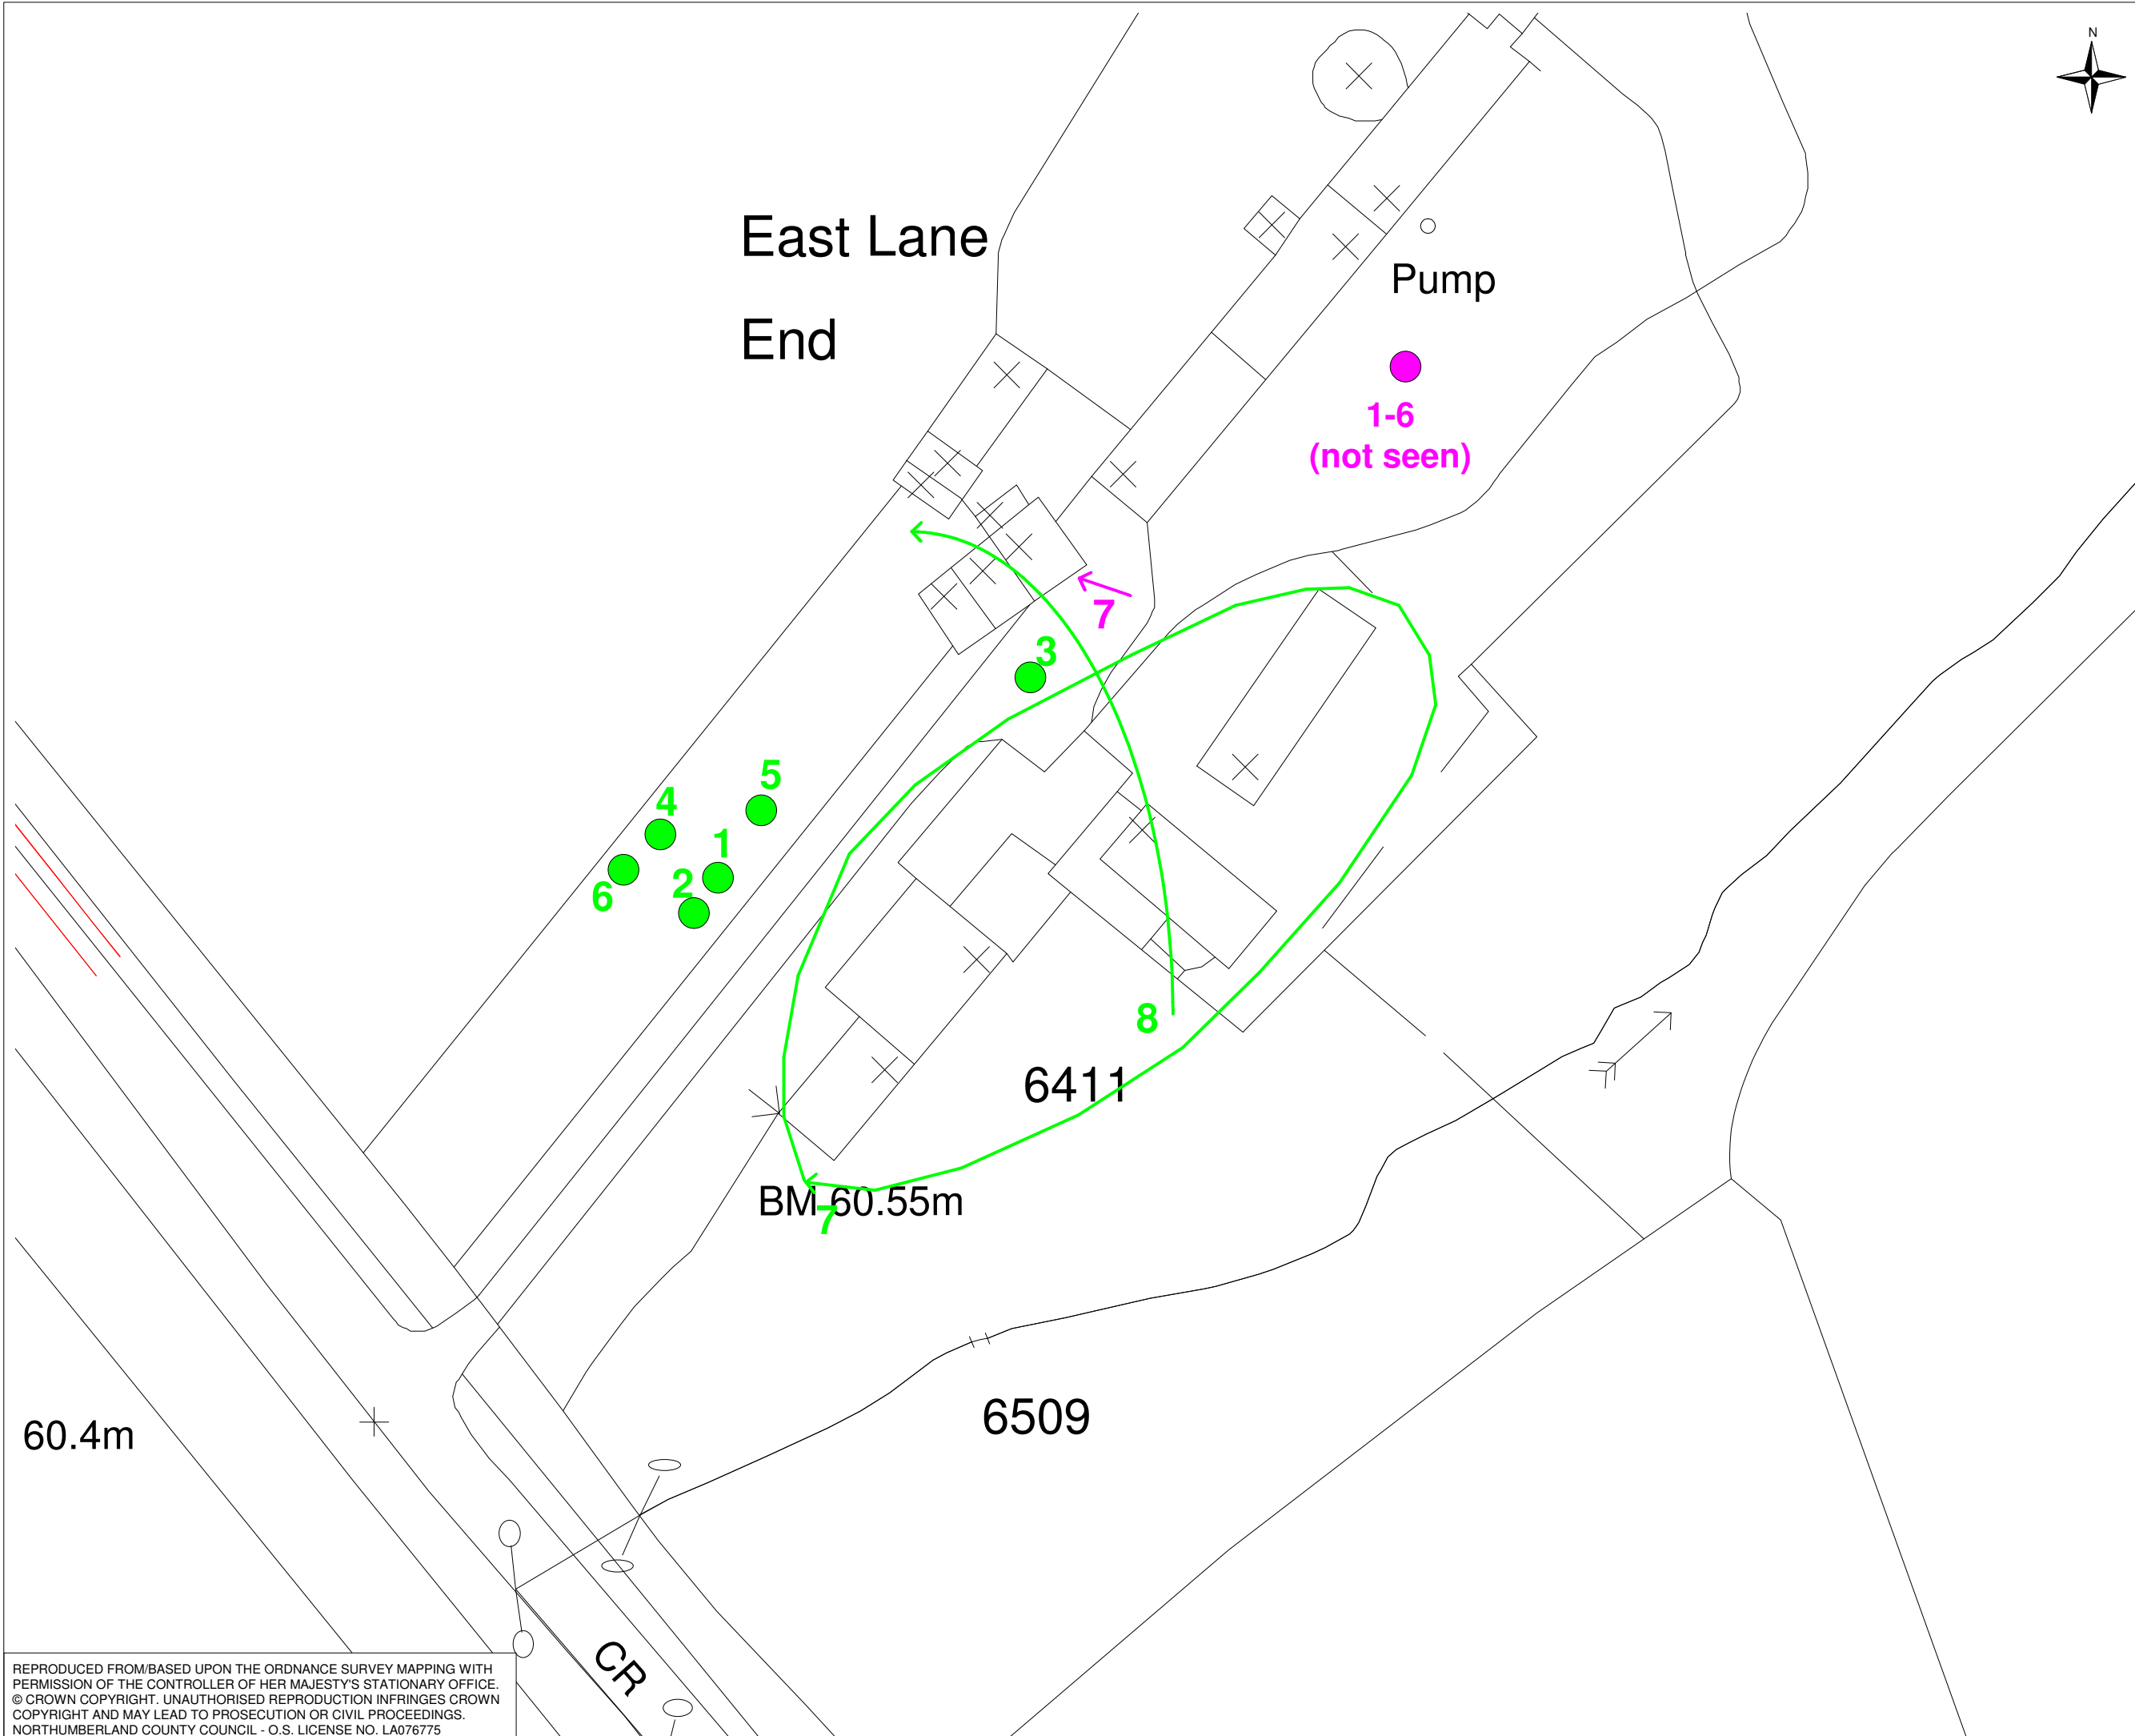 N
East Lane
End
Pump
1-6
(not seen)
7
3
5
4
1
2
6
8
6411
BM 60.55m
7
6509
60.4m
CR
REPRODUCED FROM/BASED UPON THE ORDNANCE SURVEY MAPPING WITH
PERMISSION OF THE CONTROLLER OF HER MAJESTY'S STATIONARY OFFICE.
© CROWN COPYRIGHT. UNAUTHORISED REPRODUCTION INFRINGES CROWN
COPYRIGHT AND MAY LEAD TO PROSECUTION OR CIVIL PROCEEDINGS.
NORTHUMBERLAND COUNTY COUNCIL - O.S. LICENSE NO. LA076775